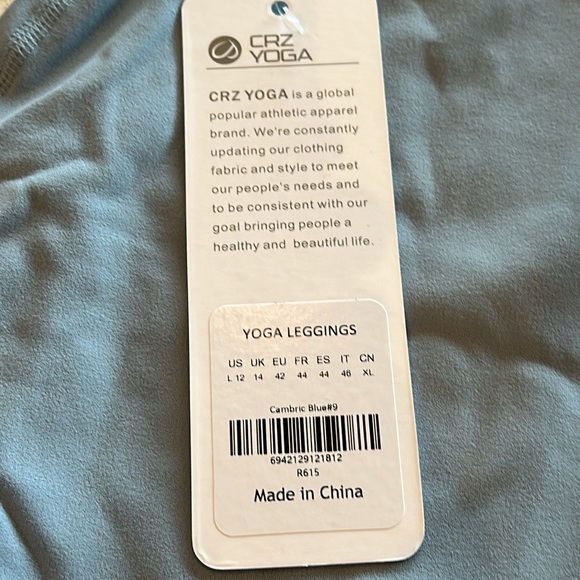 CRZ
YOGA
CRZ YOGA is a global
popular athletic apparel
brand. We're constantly
updating our clothing
fabric and style to meet
our people's needs and
to be consistent with our
goal bringing people a
healthy and beautiful life.
YOGA LEGGINGS
US UK EU FR ES IT CN
L 12 14 42 44 44 46 XL
Cambric Blue#9
6942129121812
R615
Made in China